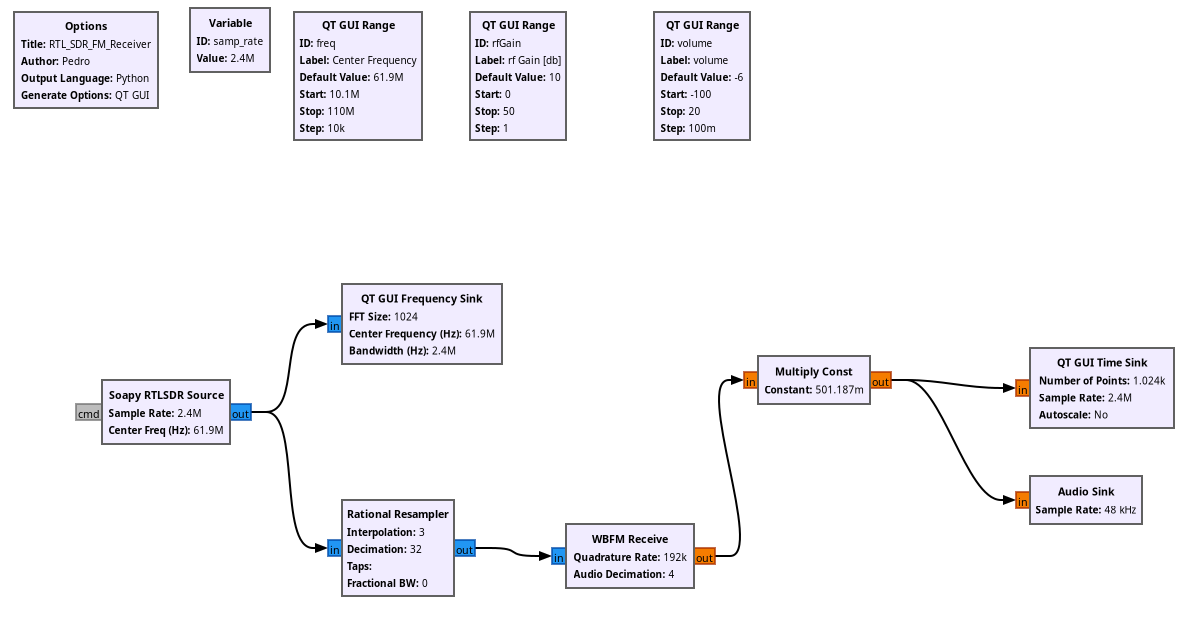 Options
Title: RTL_SDR_FM_Receiver
Author: Pedro
Output Language: Python
Generate Options: QT GUI
Variable
ID: samp_rate
Value: 2.4M
QT GUI Range
ID: freq
Label: Center Frequency
Default Value: 61.9M
Start: 10.1M
Stop: 110M
Step: 10k
QT GUI Range
ID: rfGain
Label: rf Gain [db]
Default Value: 10
Start: 0
Stop: 50
Step: 1
QT GUI Range
ID: volume
Label: volume
Default Value: -6
Start: -100
Stop: 20
Step: 100m
QT GUI Frequency Sink
FFT Size: 1024
Center Frequency (Hz): 61.9M
Bandwidth (Hz): 2.4M
in
Soapy RTLSDR Source
Sample Rate: 2.4M
Center Freq (Hz): 61.9M
cmd
out
Rational Resampler
Interpolation: 3
Decimation: 32
Taps:
Fractional BW: 0
in
out
WBFM Receive
Quadrature Rate: 192k
Audio Decimation: 4
in
out
Multiply Const
Constant: 501.187m
in
out
QT GUI Time Sink
Number of Points: 1.024k
Sample Rate: 2.4M
Autoscale: No
in
Audio Sink
Sample Rate: 48 kHz
in